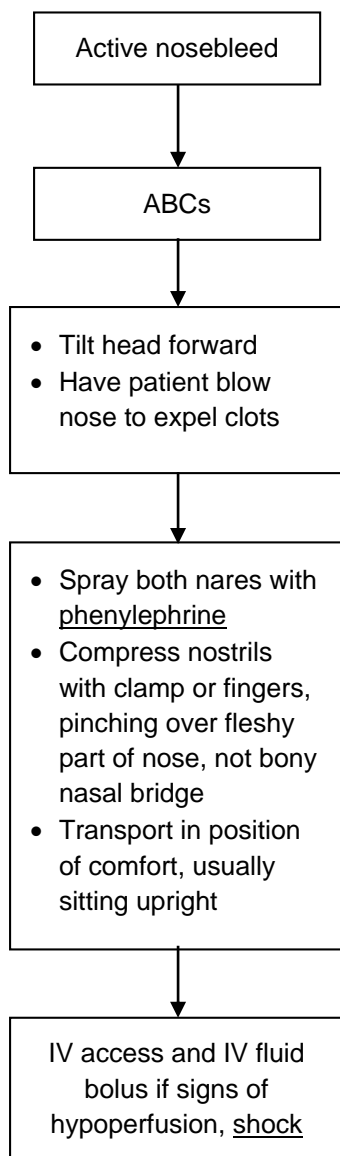 Active nosebleed
ABCs
• Tilt head forward
• Have patient blow
nose to expel clots
• Spray both nares with
phenylephrine
• Compress nostrils
with clamp or fingers,
pinching over fleshy
part of nose, not bony
nasal bridge
• Transport in position
of comfort, usually
sitting upright
IV access and IV fluid
bolus if signs of
hypoperfusion, shock